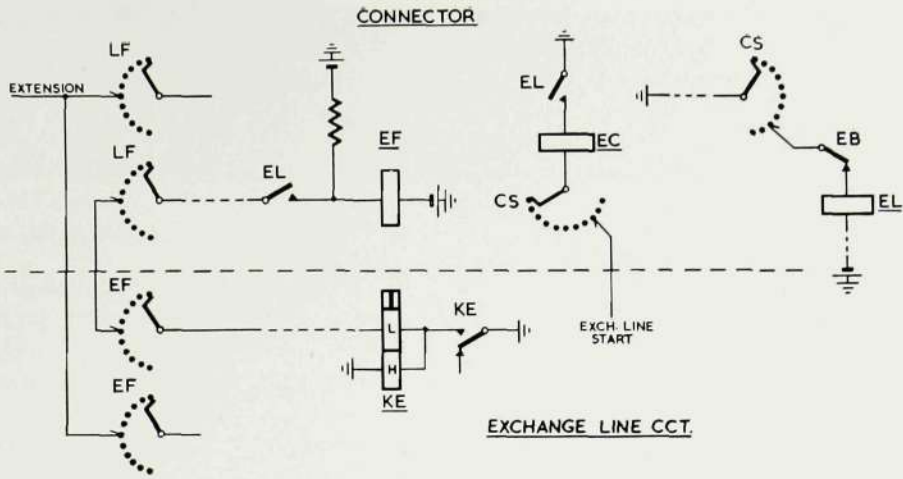 CONNECTOR
LF
EXTENSION
LF
EL
EF
EL
EC
CS
CS
EB
EL
EF
L
H
KE
KE
EXCH. LINE
START
EF
EXCHANGE LINE CCT.